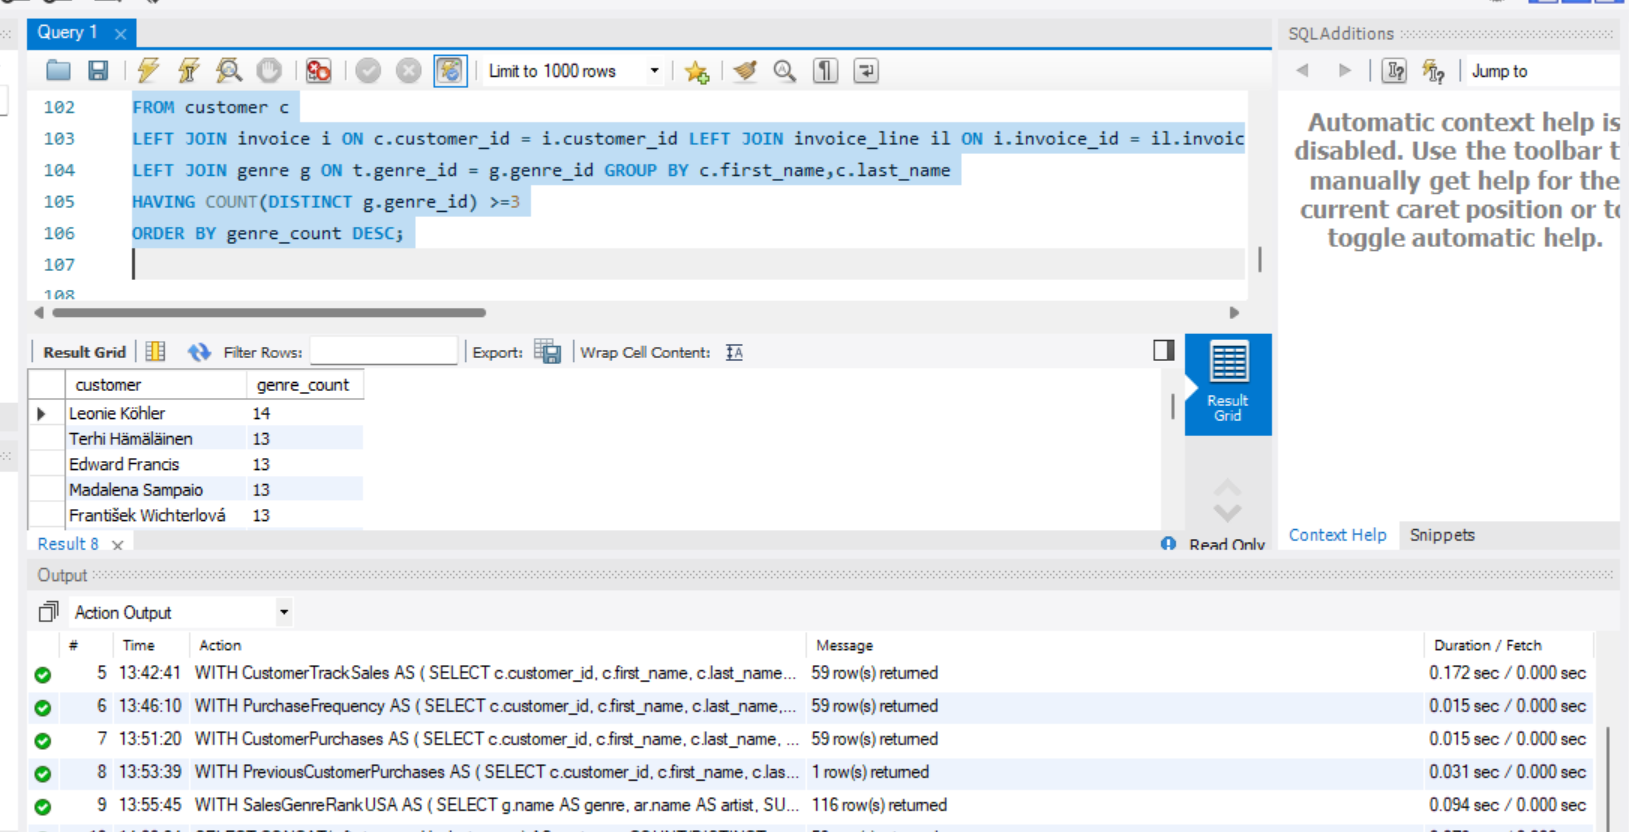 Query 1
SQLAdditions
Limit to 1000 rows
Jump to
102 FROM customer c
103 LEFT JOIN invoice i ON c.customer_id = i.customer_id LEFT JOIN invoice_line il ON i.invoice_id = il.invoic
104 LEFT JOIN genre g ON t.genre_id = g.genre_id GROUP BY c.first_name,c.last_name
105 HAVING COUNT(DISTINCT g.genre_id) >=3
106 ORDER BY genre_count DESC;
107
108
Automatic context help is
disabled. Use the toolbar t
manually get help for the
current caret position or to
toggle automatic help.
Result Grid Filter Rows: Export: Wrap Cell Content:
customer genre_count
Leonie Köhler 14
Terhi Hämäläinen 13
Edward Francis 13
Madalena Sampaio 13
František Wichterlová 13
Result
Grid
Result 8
Read Only
Context Help Snippets
Output
Action Output
# Time Action Message Duration / Fetch
5 13:42:41 WITH CustomerTrackSales AS ( SELECT c.customer_id, c.first_name, c.last_name... 59 row(s) returned 0.172 sec / 0.000 sec
6 13:46:10 WITH PurchaseFrequency AS ( SELECT c.customer_id, c.first_name, c.last_name,... 59 row(s) returned 0.015 sec / 0.000 sec
7 13:51:20 WITH CustomerPurchases AS ( SELECT c.customer_id, c.first_name, c.last_name, ... 59 row(s) returned 0.015 sec / 0.000 sec
8 13:53:39 WITH PreviousCustomerPurchases AS ( SELECT c.customer_id, c.first_name, c.las... 1 row(s) returned 0.031 sec / 0.000 sec
9 13:55:45 WITH SalesGenreRankUSA AS ( SELECT g.name AS genre, ar.name AS artist, SU... 116 row(s) returned 0.094 sec / 0.000 sec